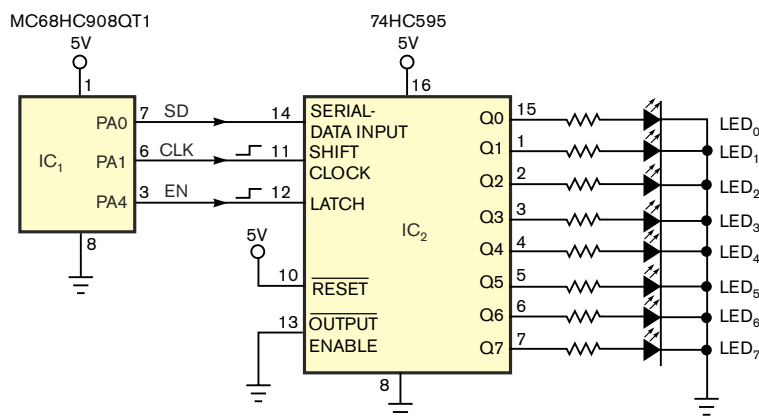 MC68HC908QT1
5V
1
IC1
PA0
7
SD
PA1
6
CLK
PA4
3
EN
8
74HC595
5V
16
14
SERIAL-
DATA INPUT
11
SHIFT
CLOCK
12
LATCH
IC2
5V
10
RESET
13
OUTPUT
ENABLE
8
Q0
15
LED0
Q1
1
LED1
Q2
2
LED2
Q3
3
LED3
Q4
4
LED4
Q5
5
LED5
Q6
6
LED6
Q7
7
LED7